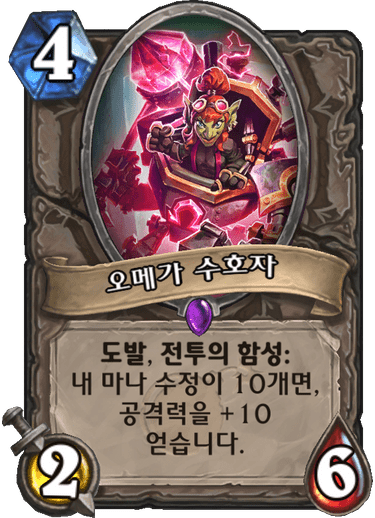 4
오메가 수호자
도발, 전투의 함성:
내 마나 수정이 10개면,
공격력을 +10
얻습니다.
2
6